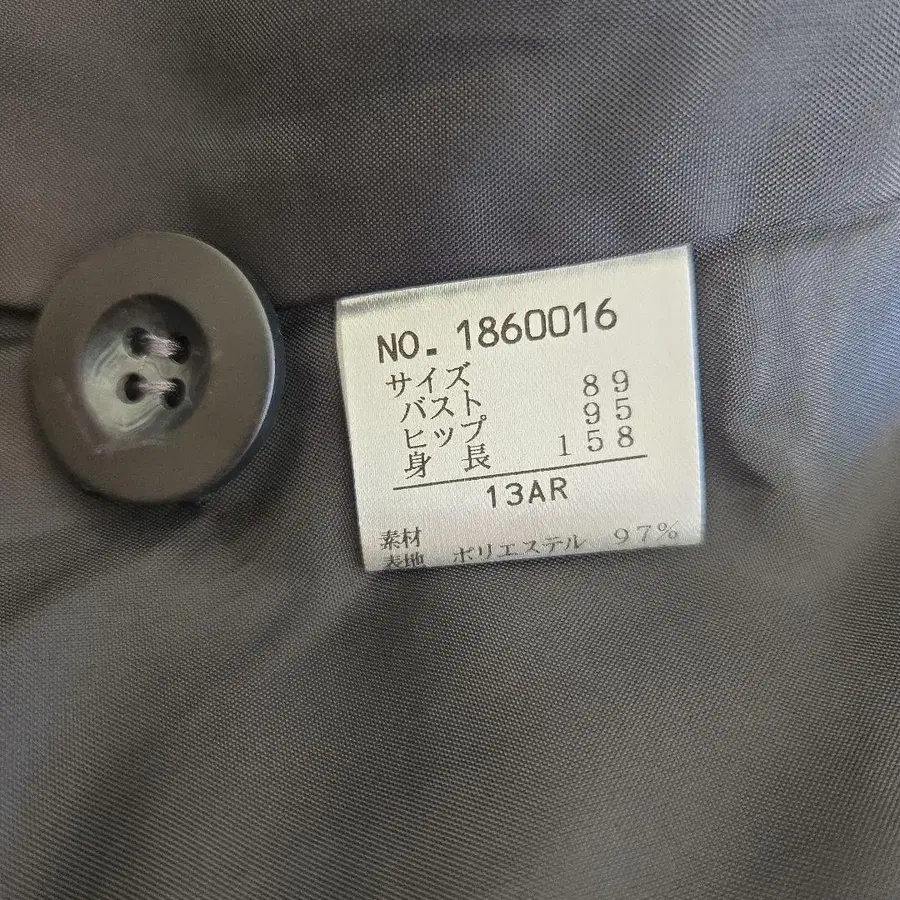 NO. 1860016
サイズ
バスト 89
ヒップ 95
身長 158
13AR
素材
表地 ポリエステル 97%